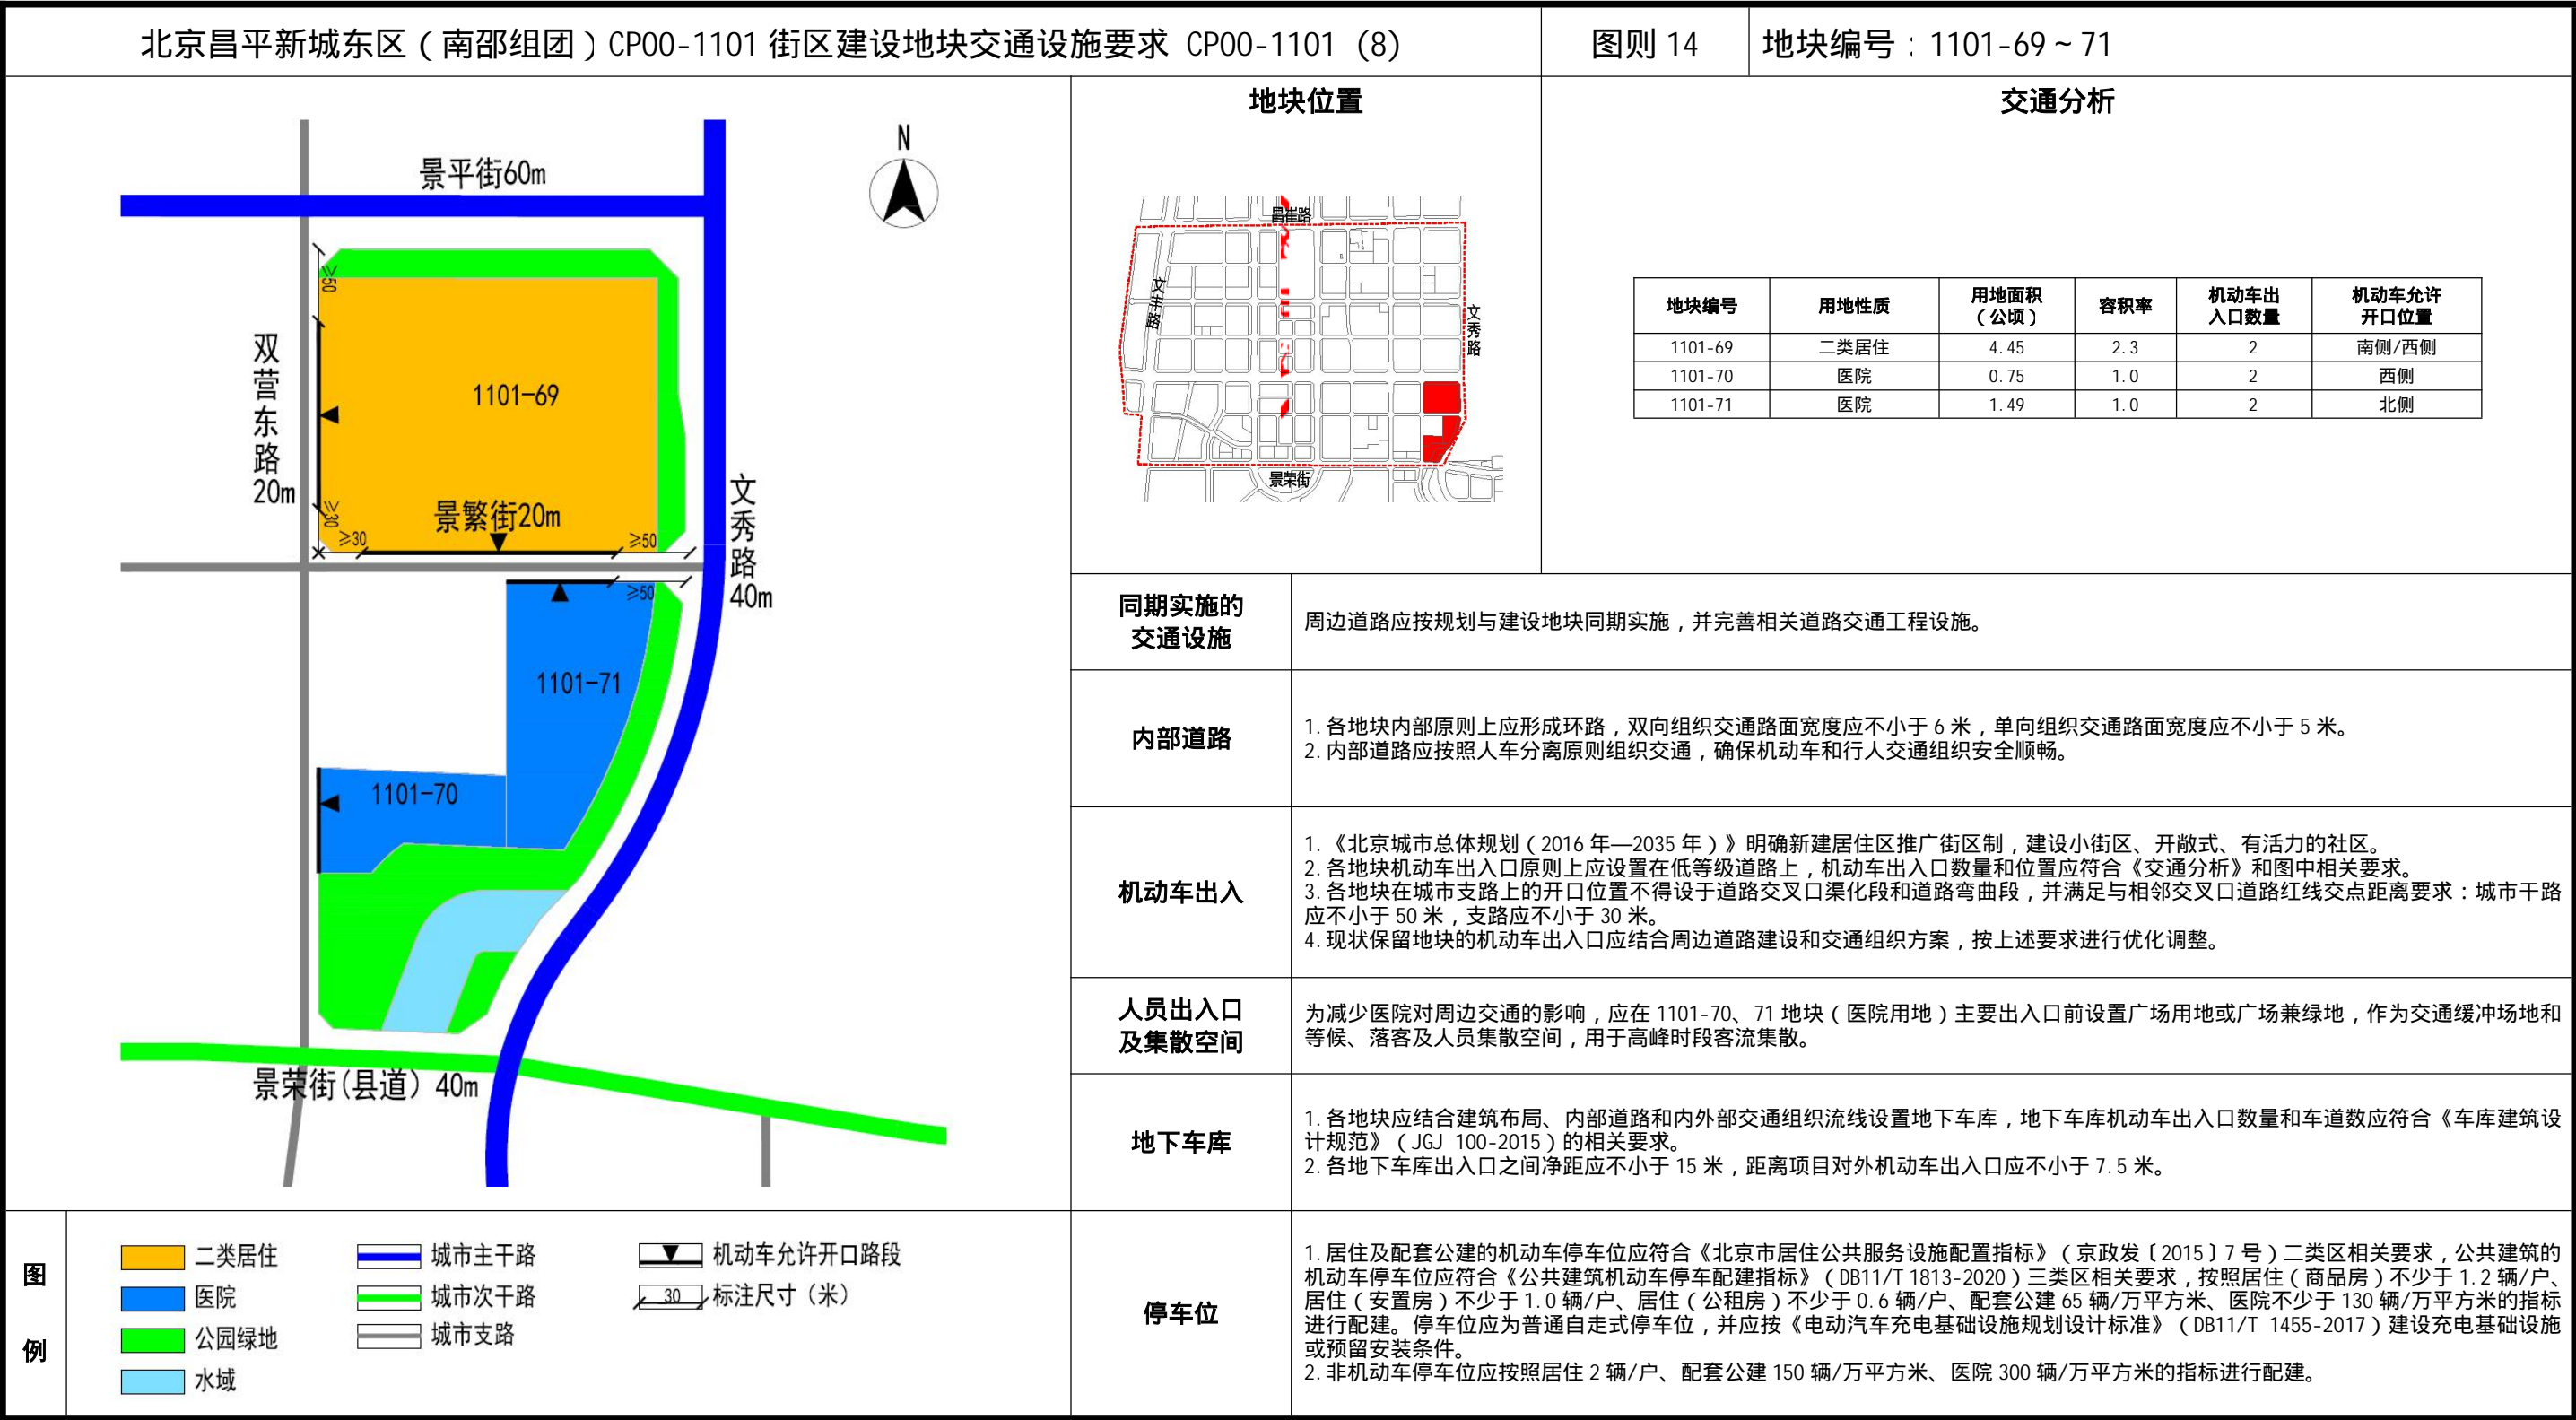 北京昌平新城东区（南邵组团）CP00-1101 街区建设地块交通设施要求 CP00-1101 (8)
图则 14
地块编号：1101-69～71
N
景平街60m
≥50
1101-69
双营东路20m
≥30
≥30
景繁街20m
≥50
文秀路40m
≥50
1101-71
1101-70
景荣街(县道) 40m
地块位置
昌崔路
文秀路
景荣街
交通分析
地块编号 用地性质 用地面积（公顷） 容积率 机动车出入口数量 机动车允许开口位置
1101-69 二类居住 4.45 2.3 2 南侧/西侧
1101-70 医院 0.75 1.0 2 西侧
1101-71 医院 1.49 1.0 2 北侧
同期实施的
交通设施
周边道路应按规划与建设地块同期实施，并完善相关道路交通工程设施。
内部道路
1.各地块内部原则上应形成环路，双向组织交通路面宽度应不小于 6 米，单向组织交通路面宽度应不小于 5 米。
2.内部道路应按照人车分离原则组织交通，确保机动车和行人交通组织安全顺畅。
机动车出入
1.《北京城市总体规划（2016 年—2035 年）》明确新建居住区推广街区制，建设小街区、开敞式、有活力的社区。
2.各地块机动车出入口原则上应设置在低等级道路上，机动车出入口数量和位置应符合《交通分析》和图中相关要求。
3.各地块在城市支路上的开口位置不得设于道路交叉口渠化段和道路弯曲段，并满足与相邻交叉口道路红线交点距离要求：城市干路
应不小于 50 米，支路应不小于 30 米。
4.现状保留地块的机动车出入口应结合周边道路建设和交通组织方案，按上述要求进行优化调整。
人员出入口
及集散空间
为减少医院对周边交通的影响，应在 1101-70、71 地块（医院用地）主要出入口前设置广场用地或广场兼绿地，作为交通缓冲场地和
等候、落客及人员集散空间，用于高峰时段客流集散。
地下车库
1.各地块应结合建筑布局、内部道路和内外部交通组织流线设置地下车库，地下车库机动车出入口数量和车道数应符合《车库建筑设
计规范》（JGJ 100-2015）的相关要求。
2.各地下车库出入口之间净距应不小于 15 米，距离项目对外机动车出入口应不小于 7.5 米。
停车位
1.居住及配套公建的机动车停车位应符合《北京市居住公共服务设施配置指标》（京政发〔2015〕7 号）二类区相关要求，公共建筑的
机动车停车位应符合《公共建筑机动车停车配建指标》（DB11/T 1813-2020）三类区相关要求，按照居住（商品房）不少于 1.2 辆/户、
居住（安置房）不少于 1.0 辆/户、居住（公租房）不少于 0.6 辆/户、配套公建 65 辆/万平方米、医院不少于 130 辆/万平方米的指标
进行配建。停车位应为普通自走式停车位，并应按《电动汽车充电基础设施规划设计标准》（DB11/T 1455-2017）建设充电基础设施
或预留安装条件。
2.非机动车停车位应按照居住 2 辆/户、配套公建 150 辆/万平方米、医院 300 辆/万平方米的指标进行配建。
图例
二类居住
医院
公园绿地
水域
城市主干路
城市次干路
城市支路
机动车允许开口路段
30 标注尺寸（米）